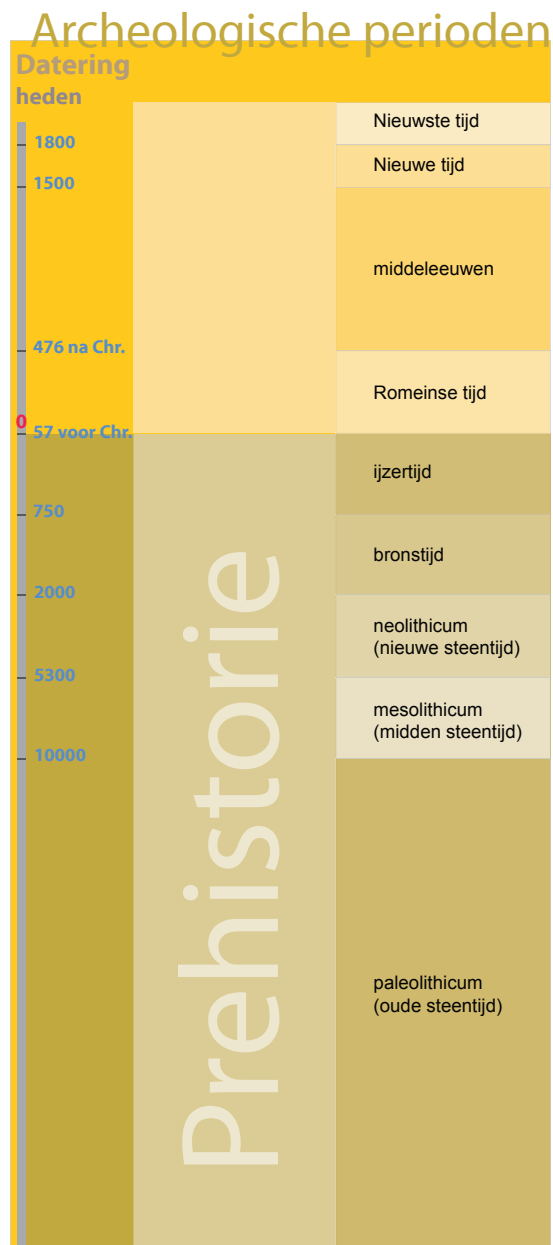 Archeologische perioden
Datering
heden
Nieuwste tijd
1800
Nieuwe tijd
1500
middeleeuwen
476 na Chr.
Romeinse tijd
0
57 voor Chr.
ijzertijd
750
bronstijd
2000
neolithicum
(nieuwe steentijd)
5300
mesolithicum
(midden steentijd)
10000
Prehistorie
paleolithicum
(oude steentijd)